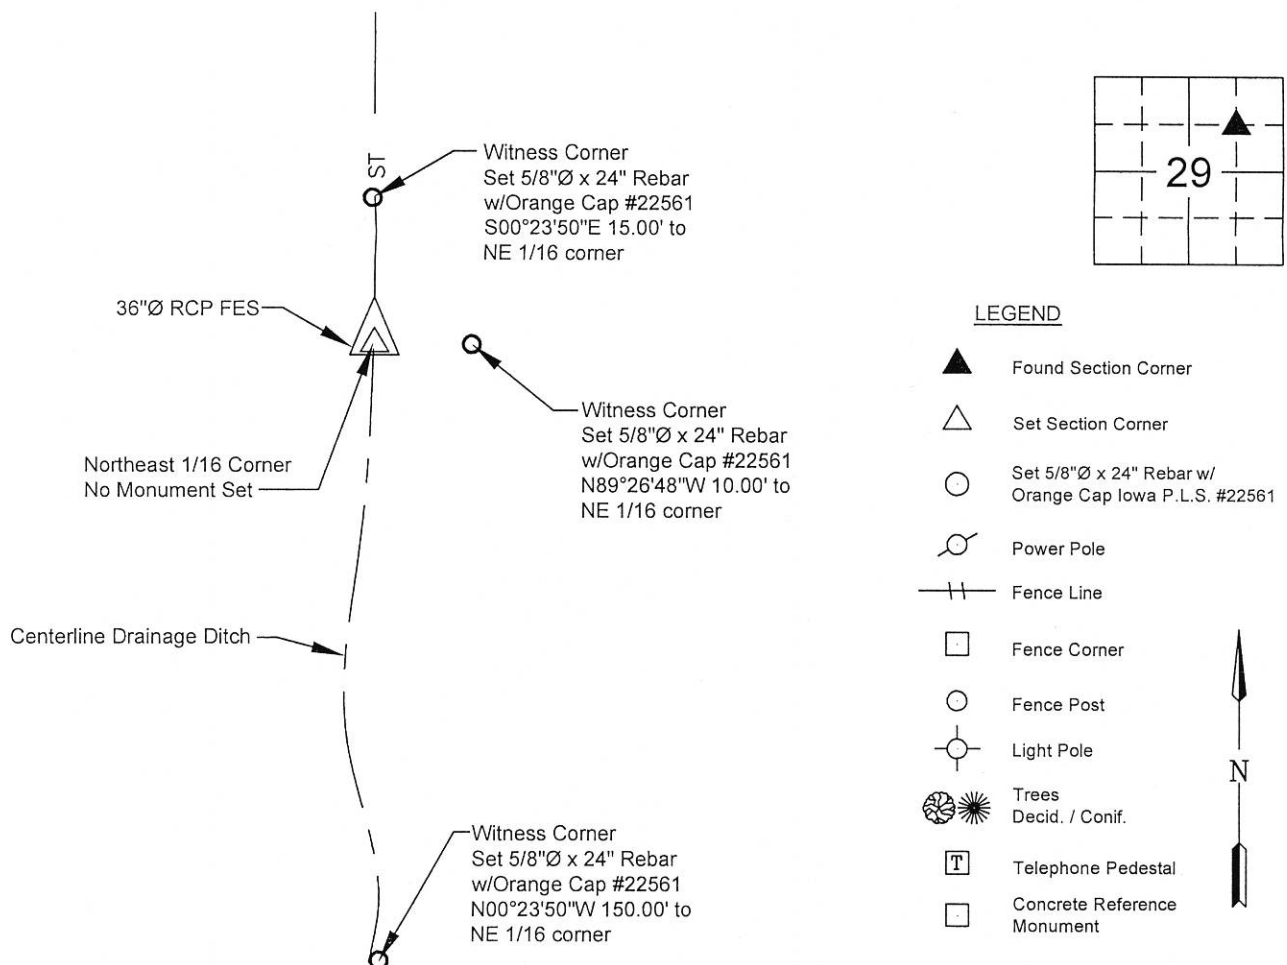 ST
Witness Corner
Set 5/8"Ø x 24" Rebar
w/Orange Cap #22561
S00°23'50"E 15.00' to
NE 1/16 corner
36"Ø RCP FES
Witness Corner
Set 5/8"Ø x 24" Rebar
w/Orange Cap #22561
N89°26'48"W 10.00' to
NE 1/16 corner
Northeast 1/16 Corner
No Monument Set
Centerline Drainage Ditch
Witness Corner
Set 5/8"Ø x 24" Rebar
w/Orange Cap #22561
N00°23'50"W 150.00' to
NE 1/16 corner
29
LEGEND
Found Section Corner
Set Section Corner
Set 5/8"Ø x 24" Rebar w/
Orange Cap Iowa P.L.S. #22561
Power Pole
Fence Line
Fence Corner
Fence Post
Light Pole
Trees
Decid. / Conif.
T
Telephone Pedestal
Concrete Reference
Monument
N